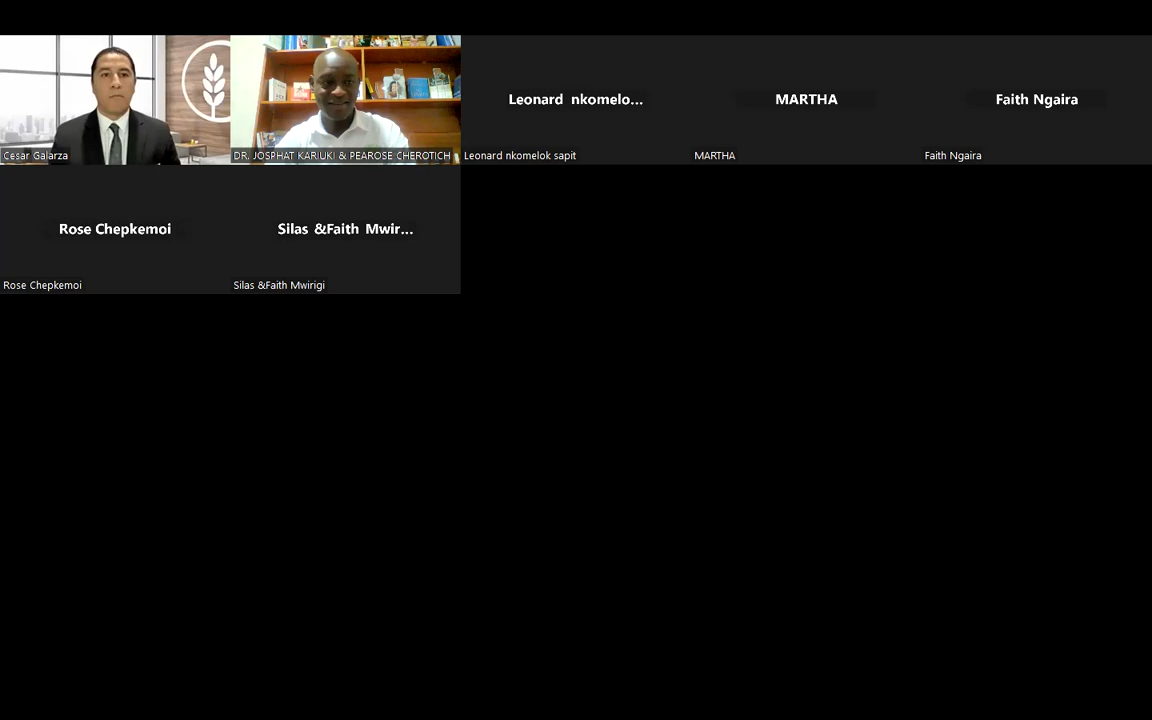 Leonard nkomelo...
MARTHA
Faith Ngaira
Cesar Galarza
DR. JOSPHAT KARIUKI & PEAROSE CHEROTICH
Leonard nkomelok sapit
MARTHA
Faith Ngaira
Rose Chepkemoi
Silas &Faith Mwir...
Rose Chepkemoi
Silas &Faith Mwirigi